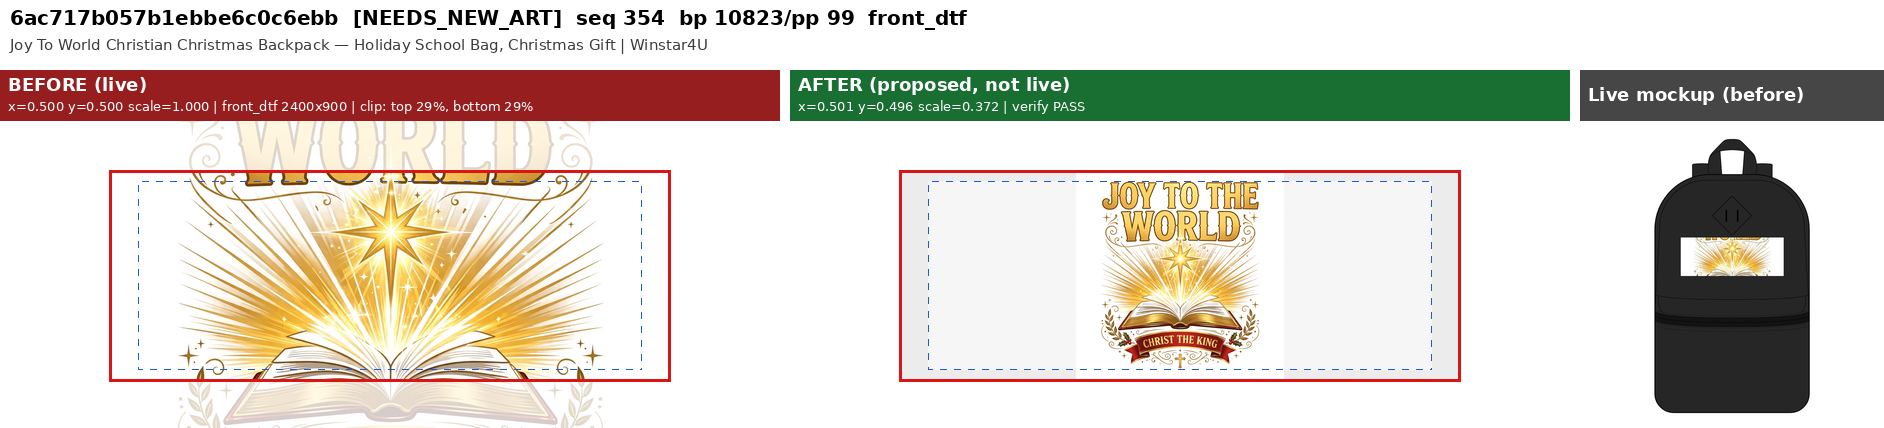 6ac717b057b1ebbe6c0c6ebb [NEEDS_NEW_ART] seq 354 bp 10823/pp 99 front_dtf
Joy To World Christian Christmas Backpack — Holiday School Bag, Christmas Gift | Winstar4U
BEFORE (live)
x=0.500 y=0.500 scale=1.000 | front_dtf 2400x900 | clip: top 29%, bottom 29%
WORLD
AFTER (proposed, not live)
x=0.501 y=0.496 scale=0.372 | verify PASS
JOY TO THE
WORLD
CHRIST THE KING
Live mockup (before)